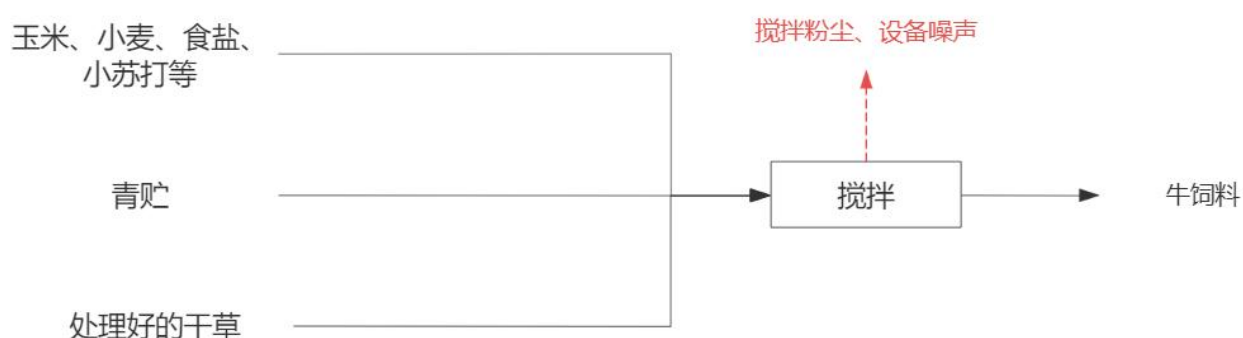 玉米、小麦、食盐、
小苏打等
搅拌粉尘、设备噪声
青贮
搅拌
牛饲料
处理好的干草